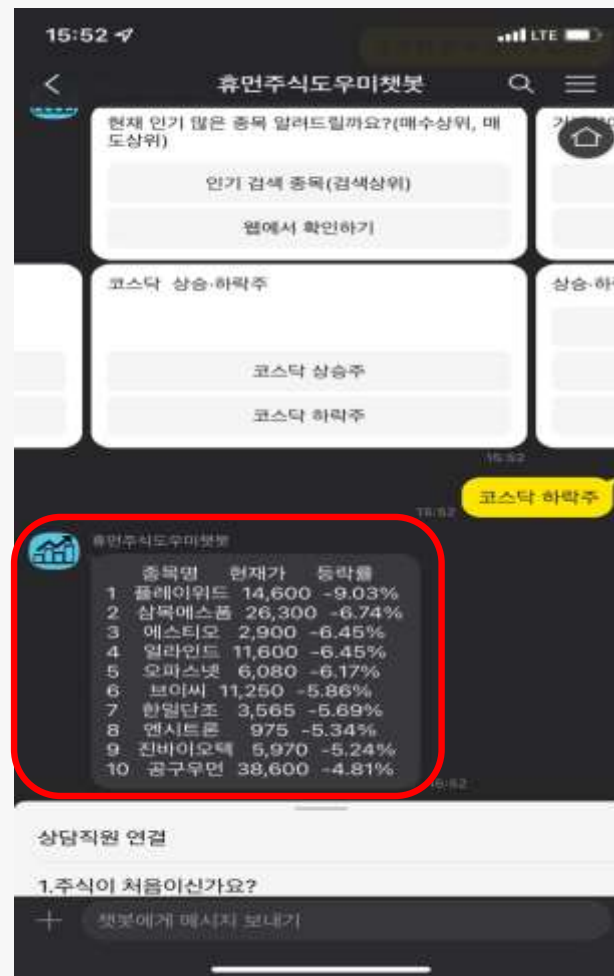 15:52
LTE
휴먼주식도우미챗봇
현재 인기 많은 종목 알려드릴까요?(매수상위, 매
도상위)
인기 검색 종목(검색상위)
웹에서 확인하기
코스닥 상승·하락주
상승·하
코스닥 상승주
코스닥 하락주
15:52
코스닥 하락주
15:52
휴먼주식도우미챗봇
종목명 현재가 등락률
1 플레이위드 14,600 -9.03%
2 삼목에스폼 26,300 -6.74%
3 에스티오 2,900 -6.45%
4 얼라인드 11,600 -6.45%
5 오파스넷 6,080 -6.17%
6 브이씨 11,250 -5.86%
7 한일단조 3,565 -5.69%
8 엔시트론 975 -5.34%
9 진바이오텍 5,970 -5.24%
10 공구우먼 38,600 -4.81%
15:52
상담직원 연결
1.주식이 처음이신가요?
챗봇에게 메시지 보내기